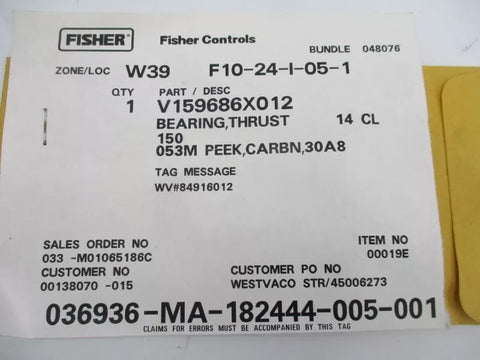 FISHER Fisher Controls
BUNDLE 048076
ZONE/LOC W39 F10-24-I-05-1
QTY PART / DESC
1 V159686X012
BEARING,THRUST 14 CL
150
053M PEEK,CARBN,30A8
TAG MESSAGE
WV#84916012
SALES ORDER NO ITEM NO
033 -M01065186C 00019E
CUSTOMER NO CUSTOMER PO NO
00138070 -015 WESTVACO STR/45006273
036936-MA-182444-005-001
CLAIMS FOR ERRORS MUST BE ACCOMPANIED BY THIS TAG